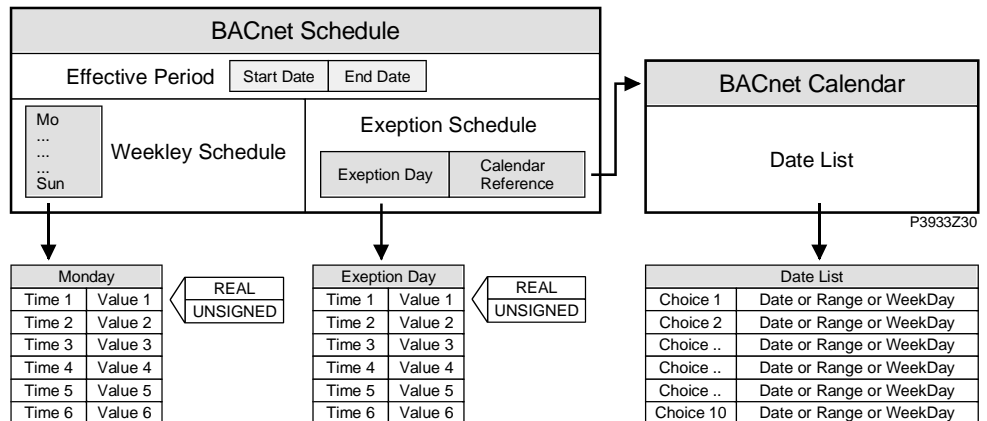 BACnet Schedule
Effective Period Start Date End Date
Mo
...
...
...
Sun
Weekley Schedule
Exeption Schedule
Exeption Day
Calendar
Reference
BACnet Calendar
Date List
P3933Z30
Monday
Time 1 Value 1
Time 2 Value 2
Time 3 Value 3
Time 4 Value 4
Time 5 Value 5
Time 6 Value 6
REAL
UNSIGNED
Exeption Day
Time 1 Value 1
Time 2 Value 2
Time 3 Value 3
Time 4 Value 4
Time 5 Value 5
Time 6 Value 6
REAL
UNSIGNED
Date List
Choice 1 Date or Range or WeekDay
Choice 2 Date or Range or WeekDay
Choice .. Date or Range or WeekDay
Choice .. Date or Range or WeekDay
Choice .. Date or Range or WeekDay
Choice 10 Date or Range or WeekDay